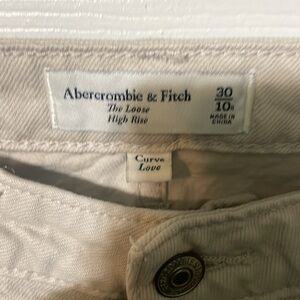 Abercrombie & Fitch
The Loose
High Rise
30
10R
MADE IN
CHINA
Curve
Love